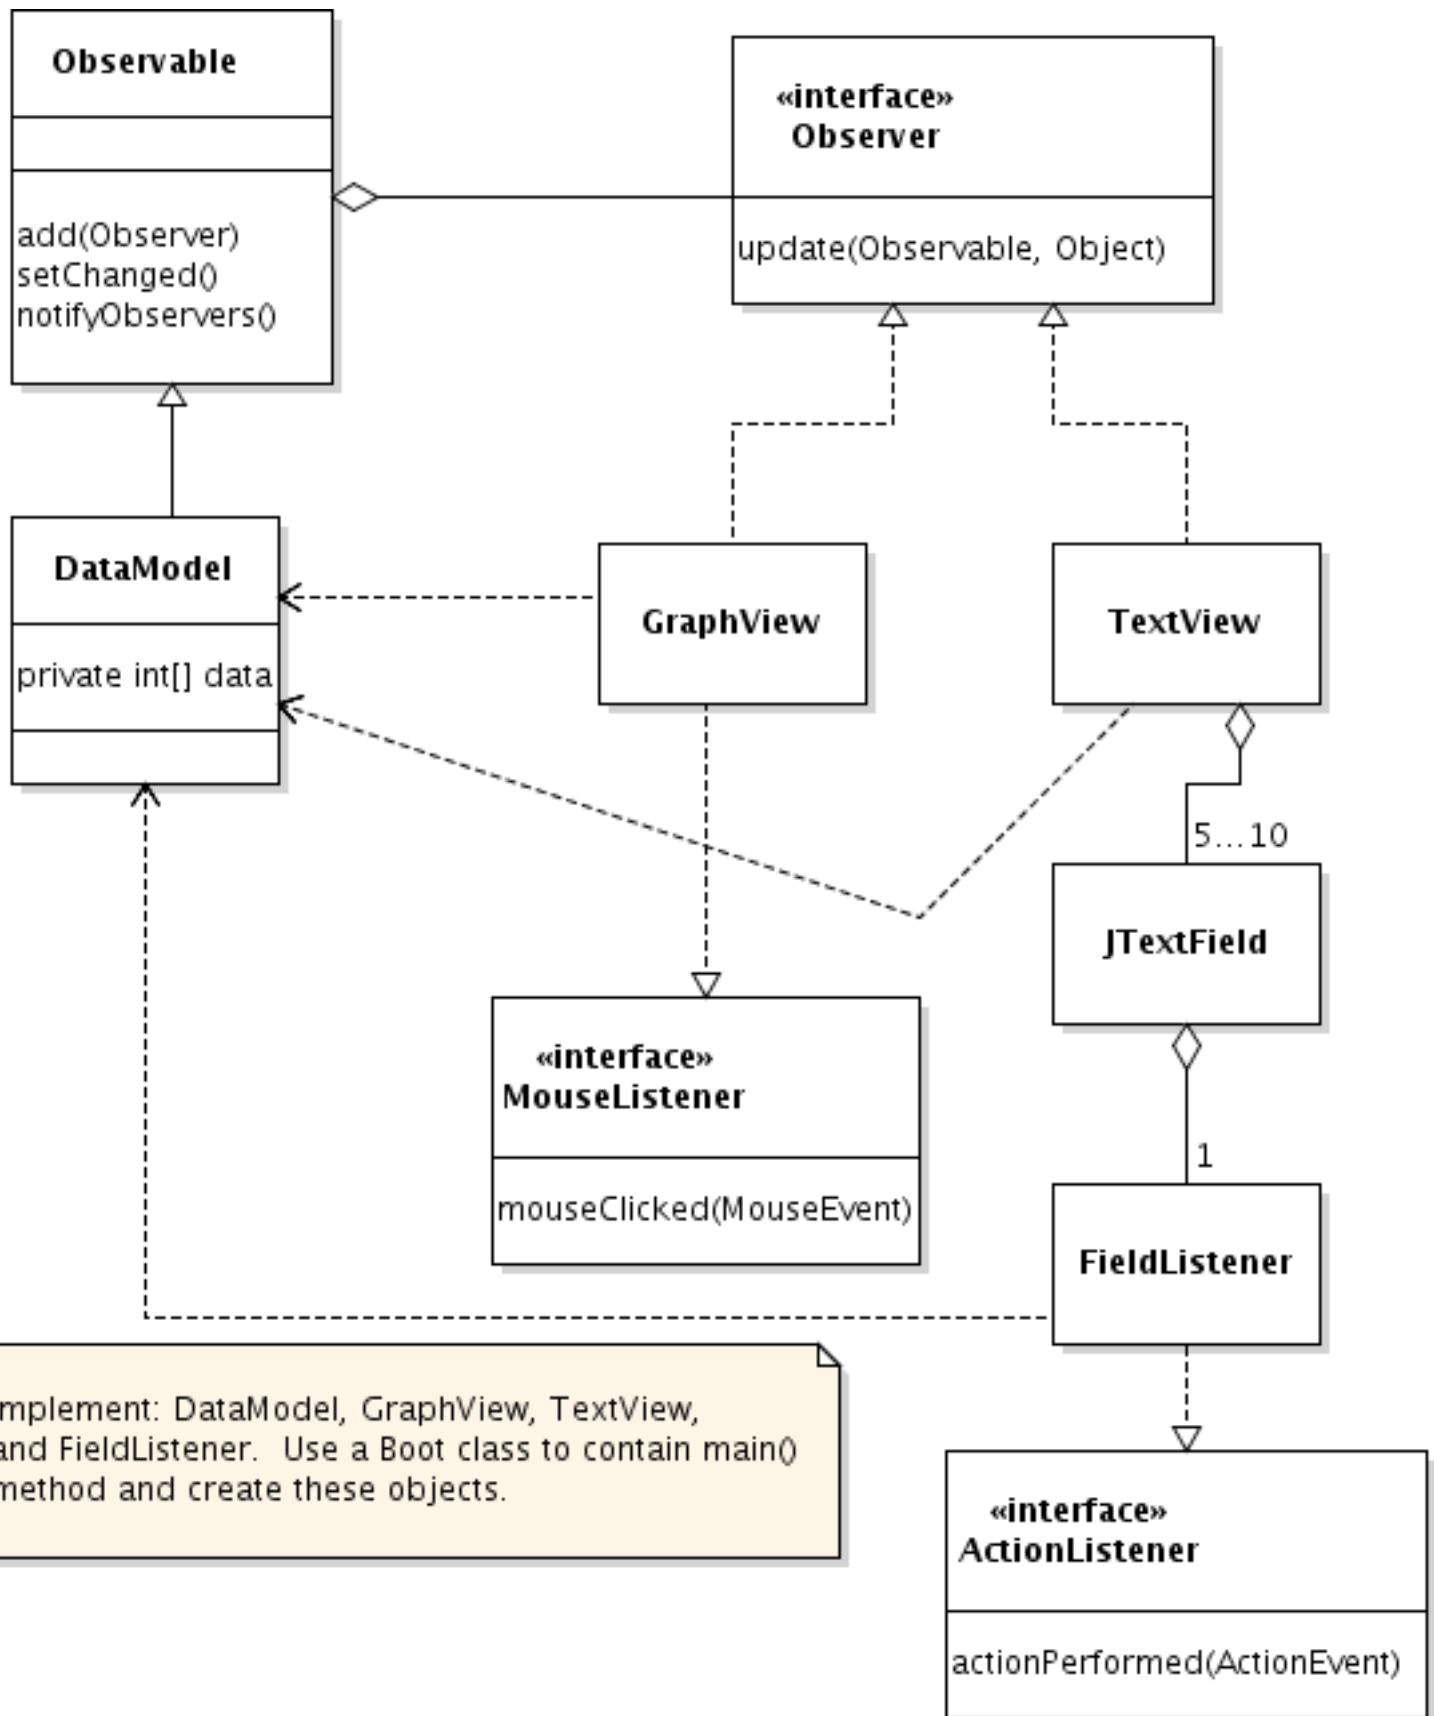 Observable
add(Observer)
setChanged()
notifyObservers()
«interface»
Observer
update(Observable, Object)
DataModel
private int[] data
GraphView
TextView
5...10
JTextField
«interface»
MouseListener
mouseClicked(MouseEvent)
1
FieldListener
mplement: DataModel, GraphView, TextView,
and FieldListener. Use a Boot class to contain main()
method and create these objects.
«interface»
ActionListener
actionPerformed(ActionEvent)